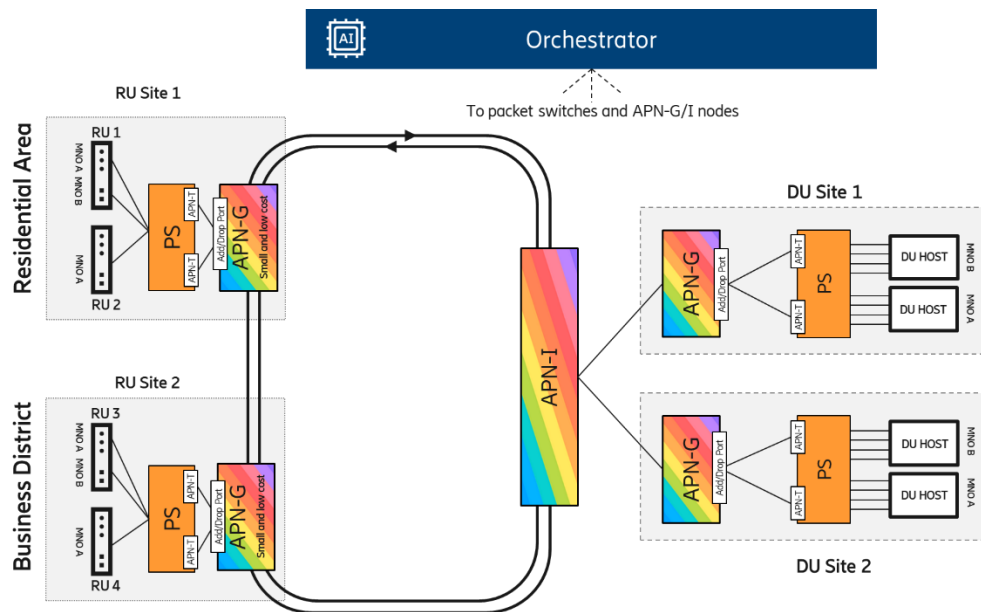 AI
Orchestrator
To packet switches and APN-G/I nodes
Residential Area
RU Site 1
RU 1
MNO A
MNO B
MNO A
RU 2
PS
APN-T
APN-T
Add/Drop Port
APN-G
Small and low cost
Business District
RU Site 2
RU 3
MNO A
MNO B
MNO A
RU 4
PS
APN-T
APN-T
Add/Drop Port
APN-G
Small and low cost
APN-I
DU Site 1
APN-G
Add/Drop Port
APN-T
APN-T
PS
DU HOST
MNO B
DU HOST
MNO A
APN-G
Add/Drop Port
APN-T
APN-T
PS
DU HOST
MNO B
DU HOST
MNO A
DU Site 2